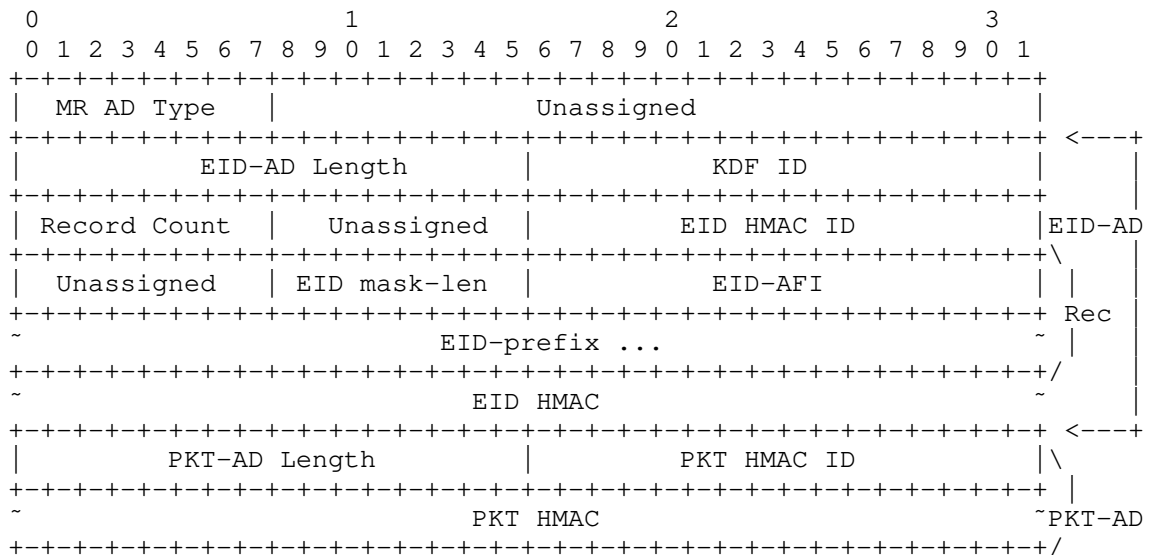 0                   1                   2                   3
 0 1 2 3 4 5 6 7 8 9 0 1 2 3 4 5 6 7 8 9 0 1 2 3 4 5 6 7 8 9 0 1
+-+-+-+-+-+-+-+-+-+-+-+-+-+-+-+-+-+-+-+-+-+-+-+-+-+-+-+-+-+-+-+-+
|  MR AD Type   |                Unassigned                     |
+-+-+-+-+-+-+-+-+-+-+-+-+-+-+-+-+-+-+-+-+-+-+-+-+-+-+-+-+-+-+-+-+ <---+
|           EID-AD Length       |           KDF ID              |     |
+-+-+-+-+-+-+-+-+-+-+-+-+-+-+-+-+-+-+-+-+-+-+-+-+-+-+-+-+-+-+-+-+     |
| Record Count  |   Unassigned  |         EID HMAC ID           |EID-AD
+-+-+-+-+-+-+-+-+-+-+-+-+-+-+-+-+-+-+-+-+-+-+-+-+-+-+-+-+-+-+-+-+\    |
|  Unassigned   | EID mask-len  |           EID-AFI             | |   |
+-+-+-+-+-+-+-+-+-+-+-+-+-+-+-+-+-+-+-+-+-+-+-+-+-+-+-+-+-+-+-+-+ Rec |
~                          EID-prefix ...                       ~ |   |
+-+-+-+-+-+-+-+-+-+-+-+-+-+-+-+-+-+-+-+-+-+-+-+-+-+-+-+-+-+-+-+-+/    |
~                            EID HMAC                           ~     |
+-+-+-+-+-+-+-+-+-+-+-+-+-+-+-+-+-+-+-+-+-+-+-+-+-+-+-+-+-+-+-+-+ <---+
|         PKT-AD Length         |         PKT HMAC ID           |\
+-+-+-+-+-+-+-+-+-+-+-+-+-+-+-+-+-+-+-+-+-+-+-+-+-+-+-+-+-+-+-+-+ |
~                            PKT HMAC                           ~PKT-AD
+-+-+-+-+-+-+-+-+-+-+-+-+-+-+-+-+-+-+-+-+-+-+-+-+-+-+-+-+-+-+-+-+/